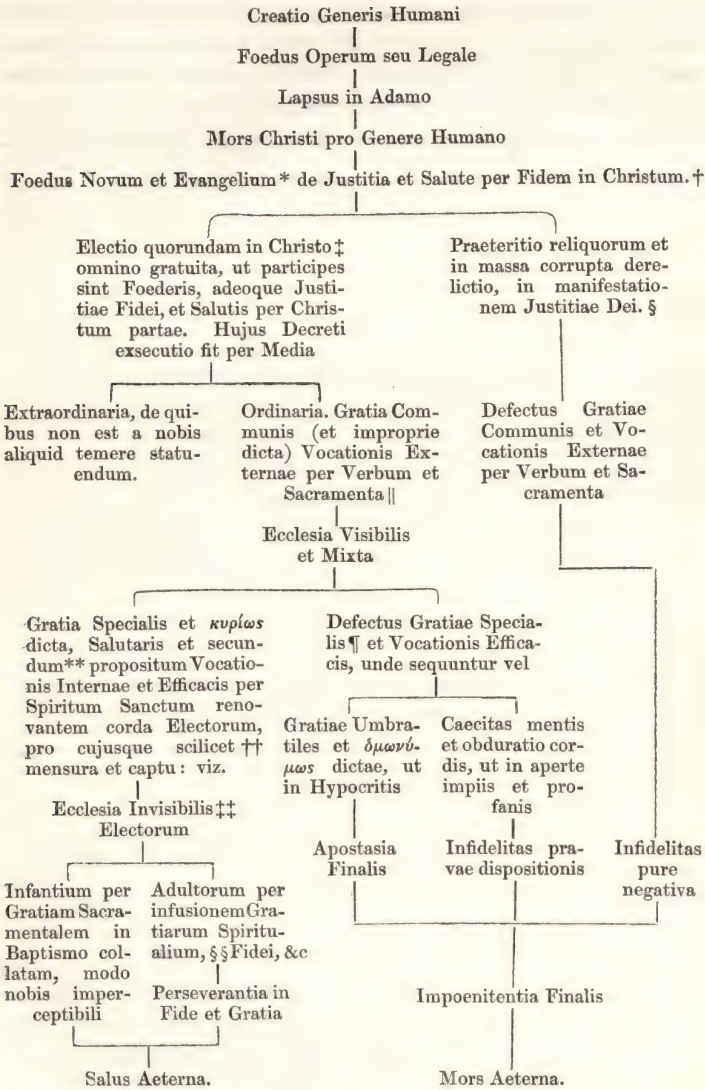 Creatio Generis Humani
Foedus Operum seu Legale
Lapsus in Adamo
Mors Christi pro Genere Humano
Foedus Novum et Evangelium * de Justitia et Salute per Fidem in Christum. †
Electio quorundam in Christo ‡
omnino gratuita, ut participes
sint Foederis, adeoque Justi-
tiae Fidei, et Salutis per Chris-
tum partae. Hujus Decreti
exsecutio fit per Media
Praeteritio reliquorum et
in massa corrupta dere-
lictio, in manifestatio-
nem Justitiae Dei. §
Extraordinaria, de qui-
bus non est a nobis
aliquid temere statu-
endum.
Ordinaria. Gratia Com-
munis (et improprie
dicta) Vocationis Ex-
ternae per Verbum et
Sacramenta ||
Defectus Gratiae
Communis et Vo-
cationis Externae
per Verbum et Sa-
cramenta
Ecclesia Visibilis
et Mixta
Gratia Specialis et κυρίως
dicta, Salutaris et secun-
dum** propositum Vocatio-
nis Internae et Efficacis per
Spiritum Sanctum reno-
vantem corda Electorum,
pro cujusque scilicet ††
mensura et captu : viz.
Defectus Gratiae Specia-
lis ¶ et Vocationis Effica-
cis, unde sequuntur vel
Gratiae Umbra-
tiles et ὁμωνύ-
μως dictae, ut
in Hypocritis
Caecitas mentis
et obduratio cor-
dis, ut in aperte
impiis et pro-
fanis
Ecclesia Invisibilis ‡‡
Electorum
Apostasia
Finalis
Infidelitas pra-
vae dispositionis
Infidelitas
pure
negativa
Infantium per
Gratiam Sacra-
mentalem in
Baptismo col-
latam, modo
nobis imper-
ceptibili
Adultorum per
infusionem Gra-
tiarum Spiritu-
alium, §§ Fidei, &c
Perseverantia in
Fide et Gratia
Impoenitentia Finalis
Salus Aeterna.
Mors Aeterna.